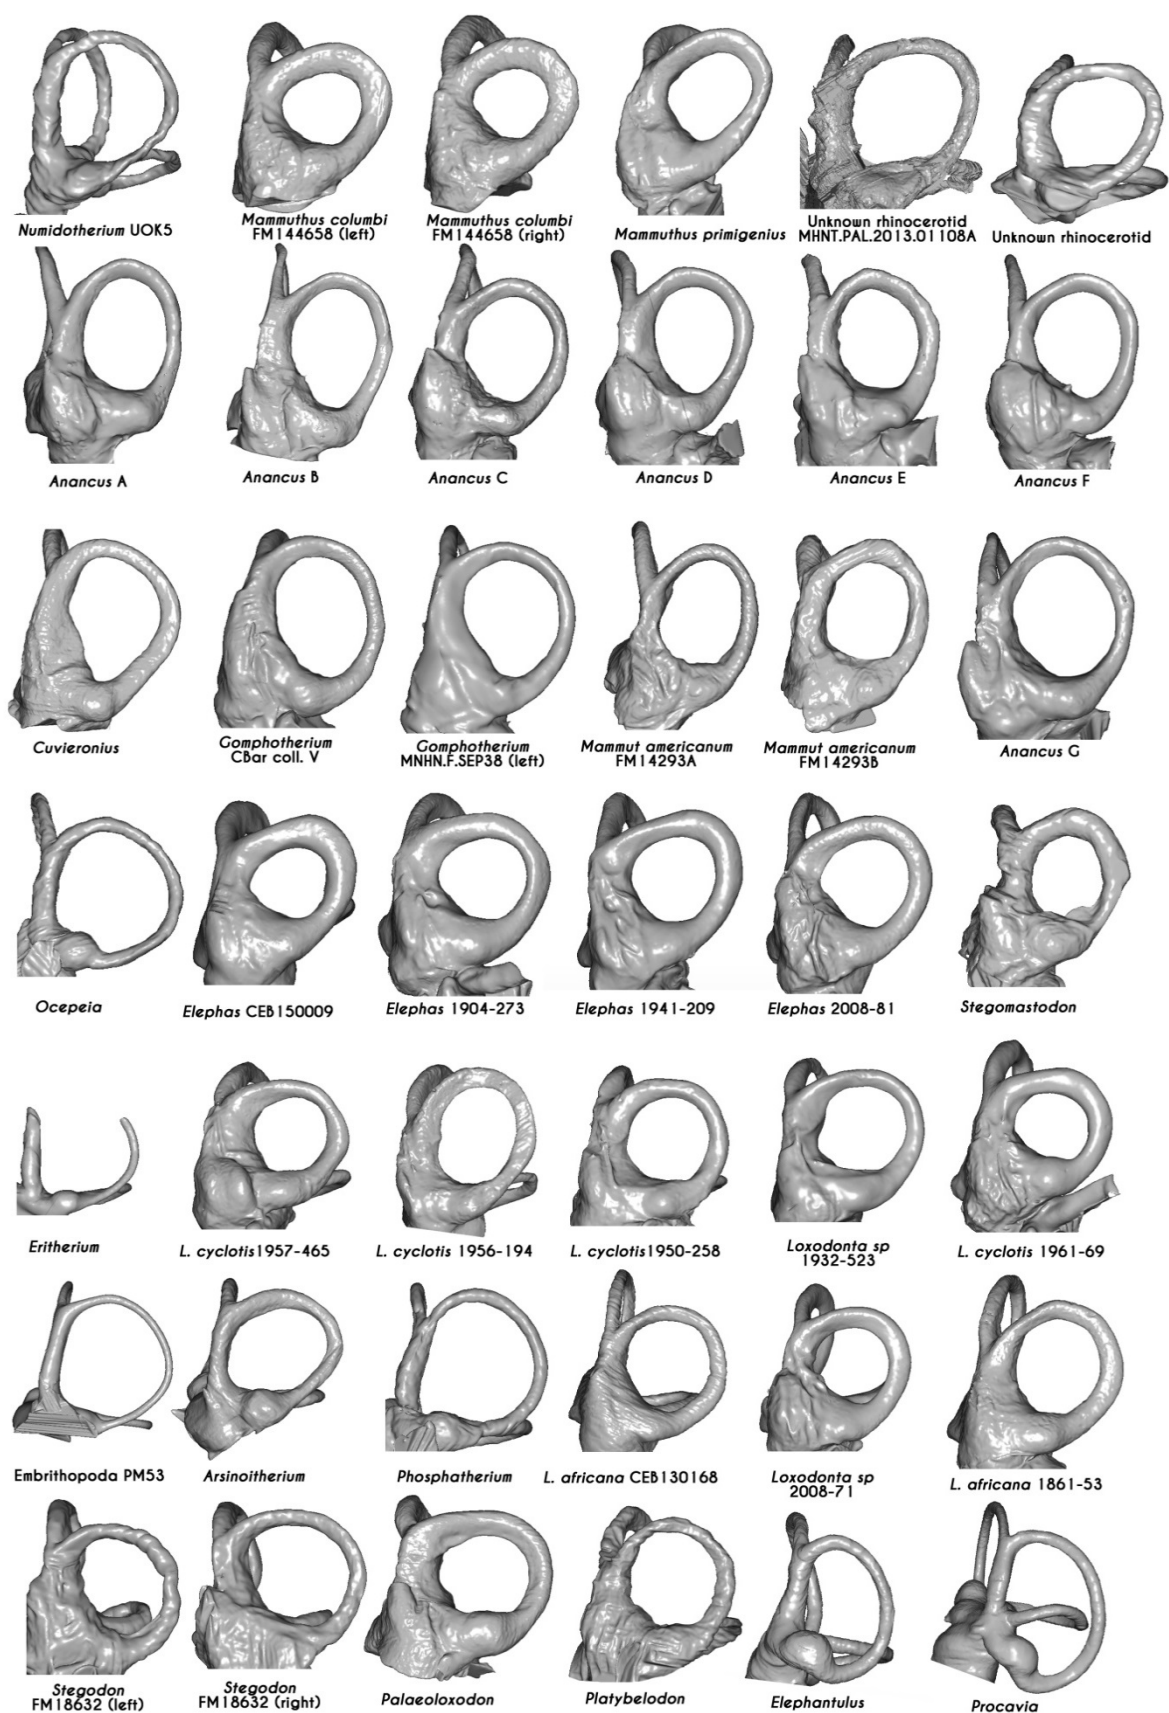 Numidotherium UOK5
Mammuthus columbi
FM144658 (left)
Mammuthus columbi
FM144658 (right)
Mammuthus primigenius
Unknown rhinocerotid
MHNT.PAL.2013.01108A
Unknown rhinocerotid
Anancus A
Anancus B
Anancus C
Anancus D
Anancus E
Anancus F
Cuvieronius
Gomphotherium
CBar coll. V
Gomphotherium
MNHN.F.SEP38 (left)
Mammut americanum
FM14293A
Mammut americanum
FM14293B
Anancus G
Ocepeia
Elephas CEB150009
Elephas 1904-273
Elephas 1941-209
Elephas 2008-81
Stegomastodon
Eritherium
L. cyclotis1957-465
L. cyclotis 1956-194
L. cyclotis1950-258
Loxodonta sp
1932-523
L. cyclotis 1961-69
Embrithopoda PM53
Arsinoitherium
Phosphatherium
L. africana CEB130168
Loxodonta sp
2008-71
L. africana 1861-53
Stegodon
FM18632 (left)
Stegodon
FM18632 (right)
Palaeoloxodon
Platybelodon
Elephantulus
Procavia